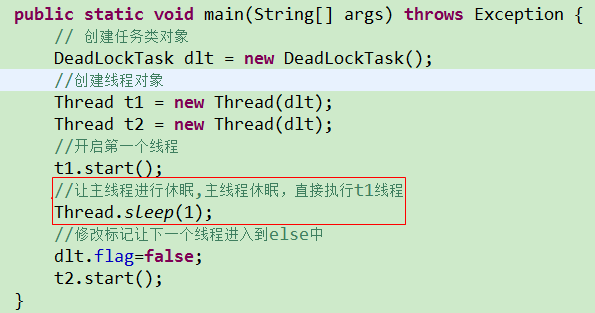 public static void main(String[] args) throws Exception {
// 创建任务类对象
DeadLockTask dlt = new DeadLockTask();
//创建线程对象
Thread t1 = new Thread(dlt);
Thread t2 = new Thread(dlt);
//开启第一个线程
t1.start();
//让主线程进行休眠,主线程休眠，直接执行t1线程
Thread.sleep(1);
//修改标记让下一个线程进入到else中
dlt.flag=false;
t2.start();
}